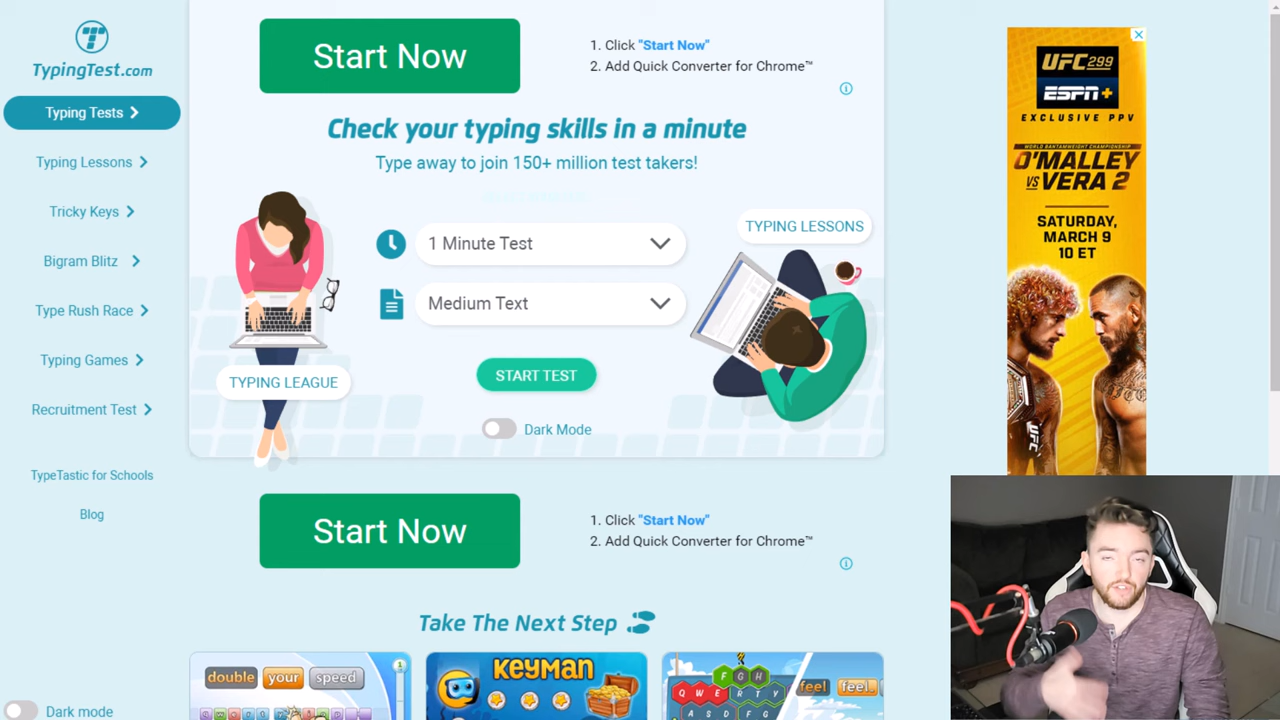 TypingTest.com
Typing Tests
Typing Lessons
Tricky Keys
Bigram Blitz
Type Rush Race
Typing Games
Recruitment Test
TypeTastic for Schools
Blog
Dark mode
Start Now
1. Click "Start Now"
2. Add Quick Converter for Chrome™
Check your typing skills in a minute
Type away to join 150+ million test takers!
1 Minute Test
Medium Text
START TEST
Dark Mode
TYPING LEAGUE
TYPING LESSONS
Start Now
1. Click "Start Now"
2. Add Quick Converter for Chrome™
Take The Next Step
double your speed
1
KEYMAN
F G H
Q W E R T Y
A S D F G
feel feel
UFC 299
ESPN+
EXCLUSIVE PPV
WORLD BANTAMWEIGHT CHAMPIONSHIP
O'MALLEY
VS VERA 2
SATURDAY,
MARCH 9
10 ET
UFC